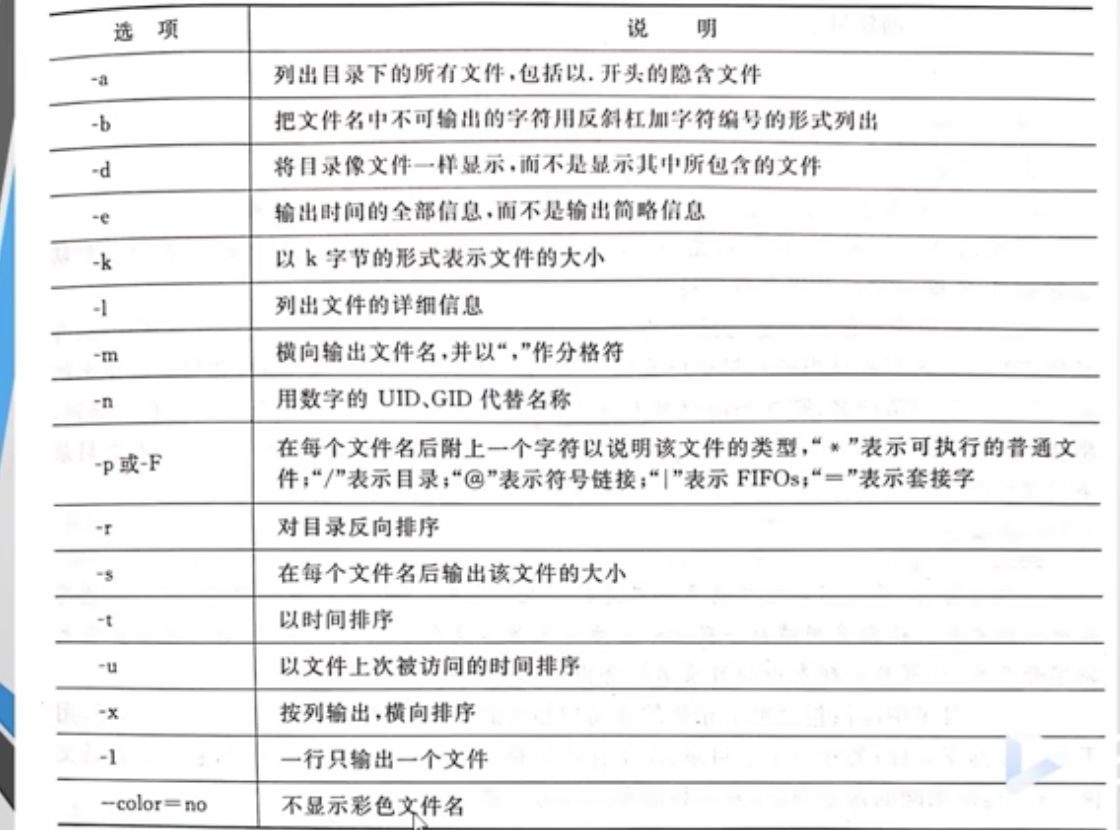 选 项 说 明
-a 列出目录下的所有文件,包括以.开头的隐含文件
-b 把文件名中不可输出的字符用反斜杠加字符编号的形式列出
-d 将目录像文件一样显示,而不是显示其中所包含的文件
-e 输出时间的全部信息,而不是输出简略信息
-k 以 k 字节的形式表示文件的大小
-l 列出文件的详细信息
-m 横向输出文件名,并以“,”作分格符
-n 用数字的 UID、GID 代替名称
-p 或-F 在每个文件名后附上一个字符以说明该文件的类型,“*”表示可执行的普通文
件;“/”表示目录;“@”表示符号链接;“|”表示 FIFOs;“=”表示套接字
-r 对目录反向排序
-s 在每个文件名后输出该文件的大小
-t 以时间排序
-u 以文件上次被访问的时间排序
-x 按列输出,横向排序
-1 一行只输出一个文件
--color=no 不显示彩色文件名